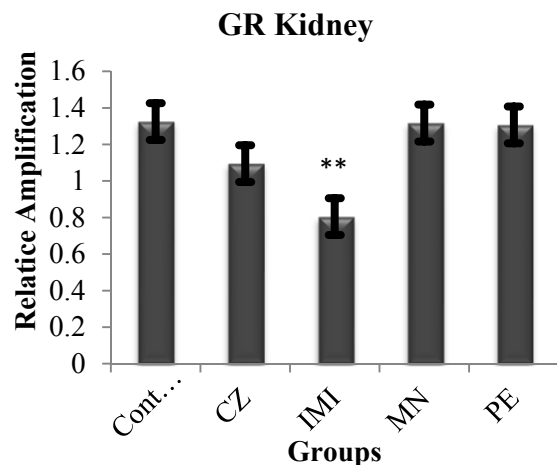 GR Kidney
Relatice Amplification
1.6
1.4
1.2
1
0.8
0.6
0.4
0.2
0
**
Cont…
CZ
IMI
MN
PE
Groups